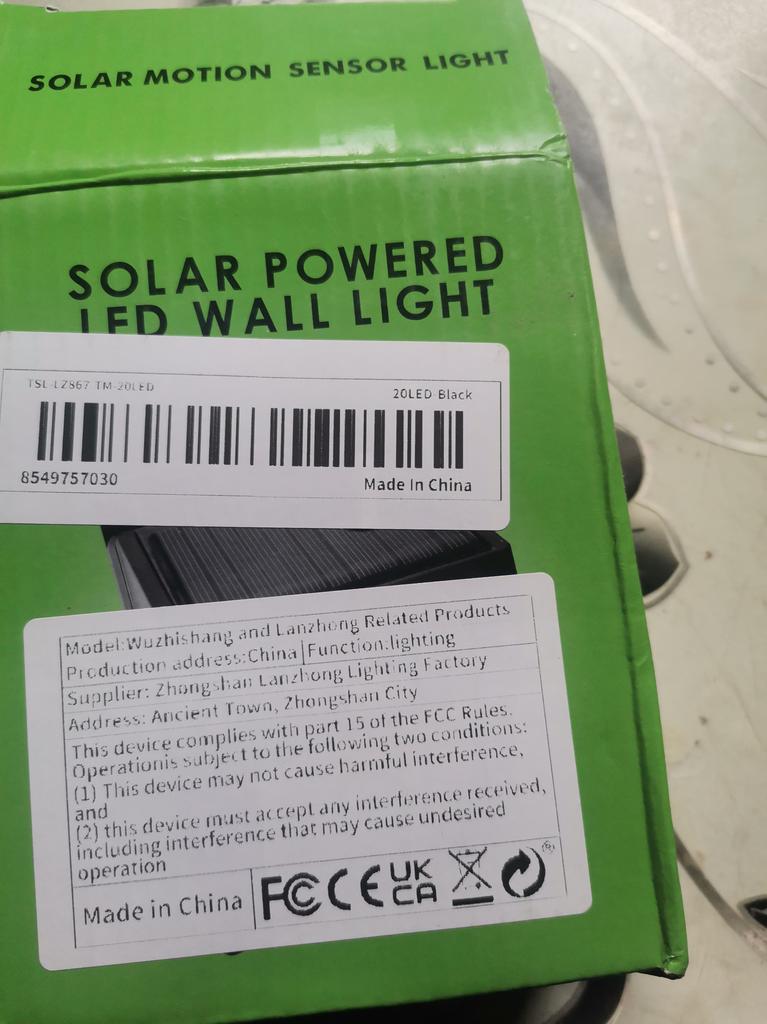 SOLAR MOTION SENSOR LIGHT
SOLAR POWERED
LED WALL LIGHT
TSL-LZ867 TM-20LED
20LED-Black
8549757030
Made In China
Model:Wuzhishang and Lanzhong Related Products
Production address:China Function:lighting
Supplier: Zhongshan Lanzhong Lighting Factory
Address: Ancient Town, Zhongshan City
This device complies with part 15 of the FCC Rules.
Operationis subject to the following two conditions:
(1) This device may not cause harmful interference,
and
(2) this device must accept any interference received,
including interference that may cause undesired
operation
Made in China
FC CE UK
CA